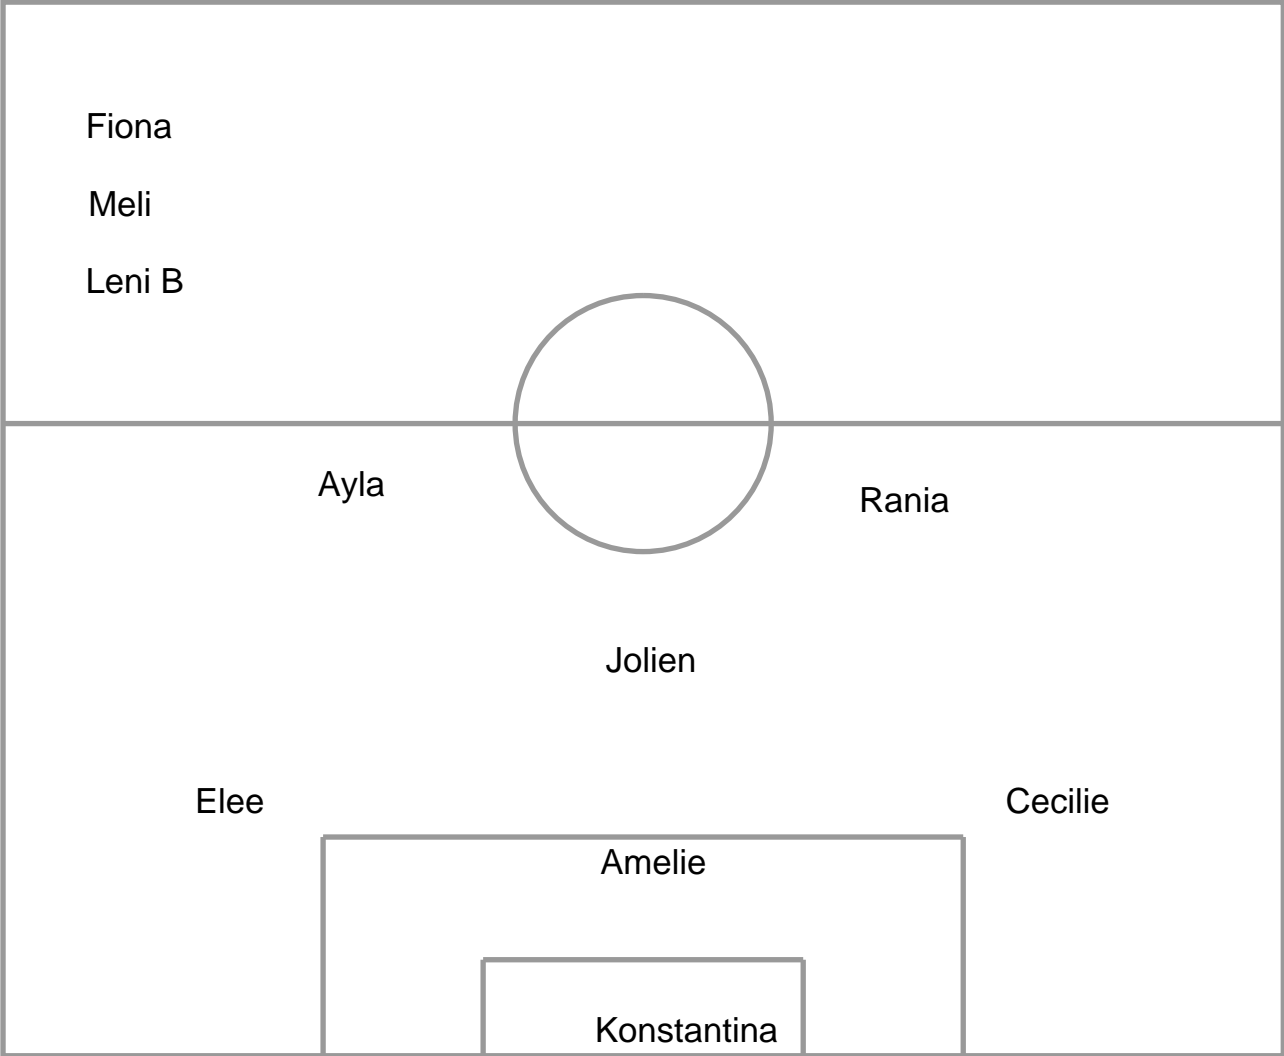 Fiona
Meli
Leni B
Ayla
Rania
Jolien
Elee
Cecilie
Amelie
Konstantina